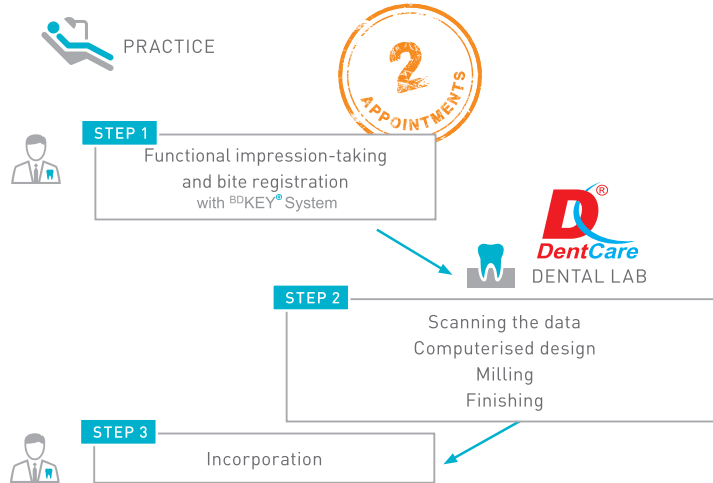 PRACTICE
2
APPOINTMENTS
STEP 1
Functional impression-taking
and bite registration
with BDKEY® System
D®
DentCare
DENTAL LAB
STEP 2
Scanning the data
Computerised design
Milling
Finishing
STEP 3
Incorporation